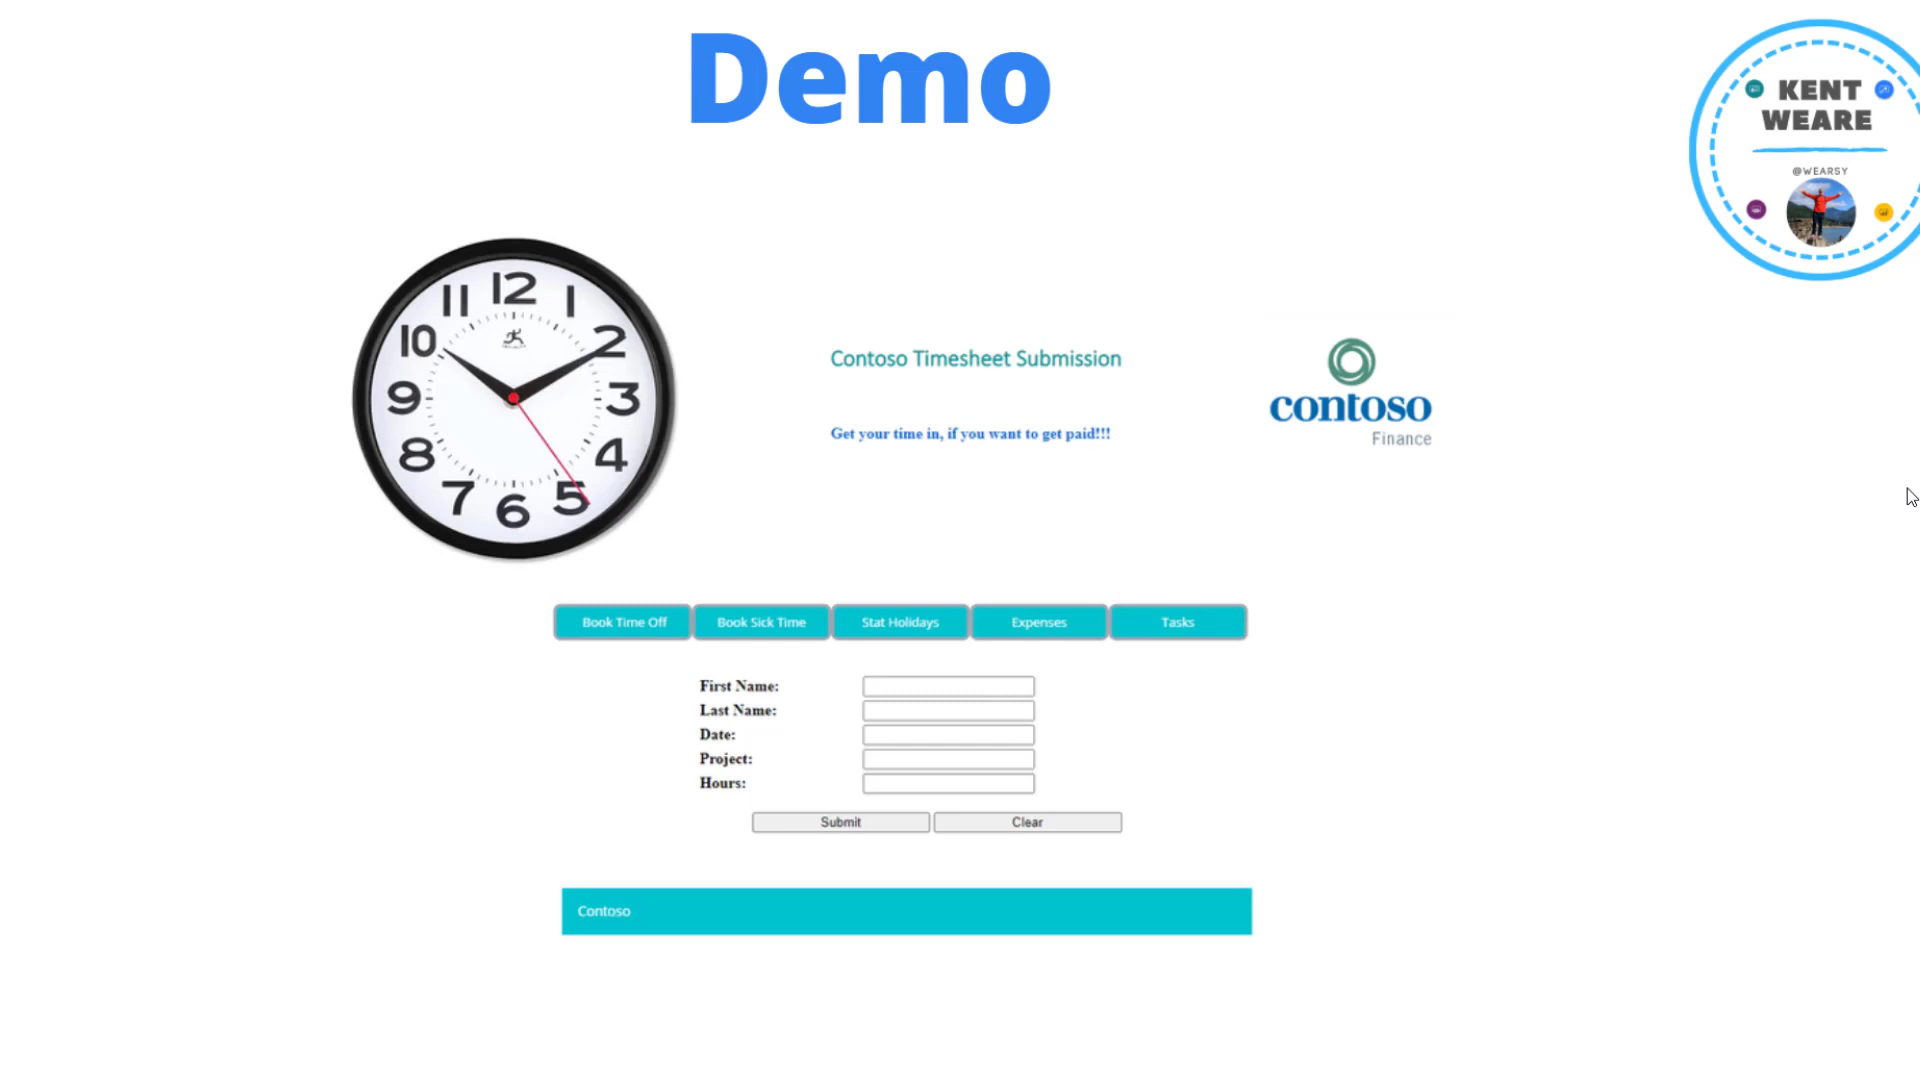 Demo
KENT
WEARE
@WEARSY
12
11
1
10
2
9
3
8
4
7
5
6
Contoso Timesheet Submission
Get your time in, if you want to get paid!!!
contoso
Finance
Book Time Off
Book Sick Time
Stat Holidays
Expenses
Tasks
First Name:
Last Name:
Date:
Project:
Hours:
Submit
Clear
Contoso